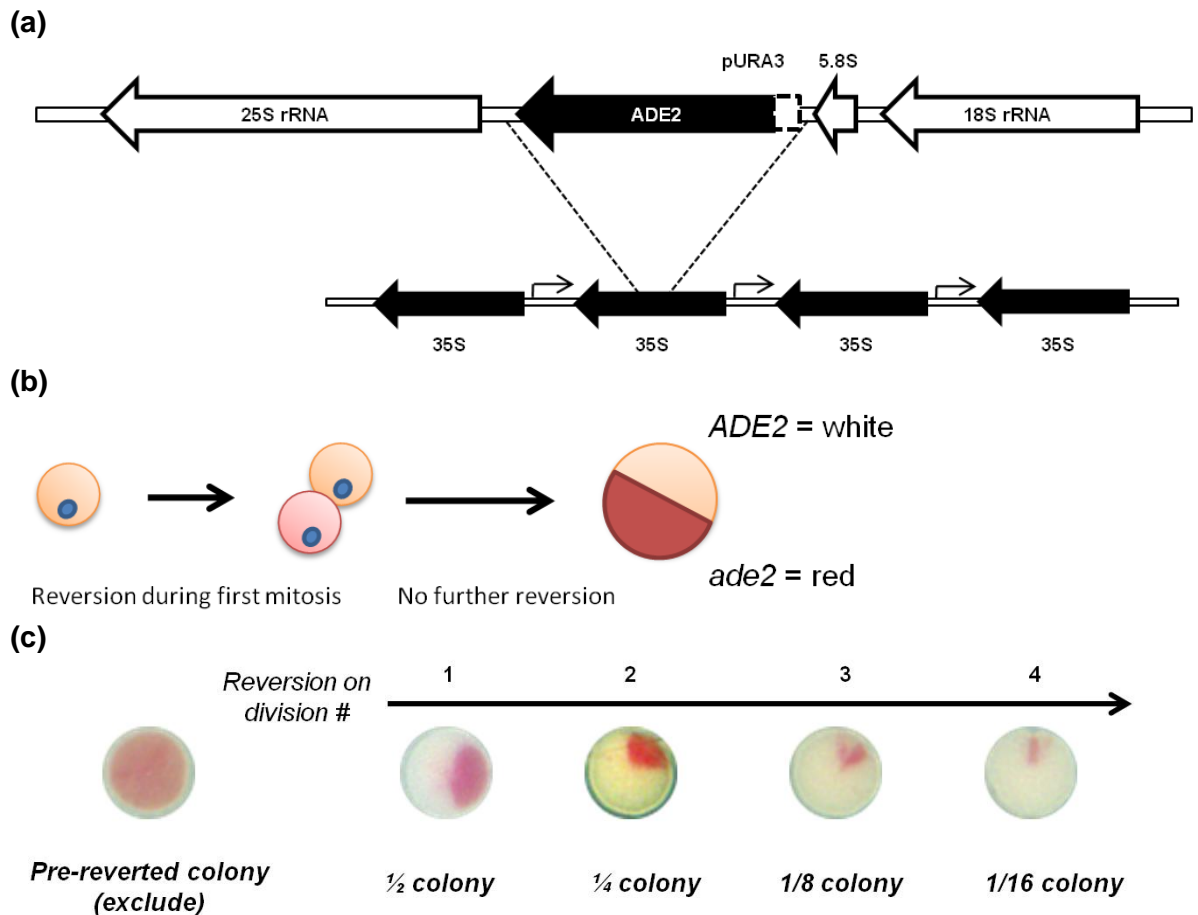 (a)
pURA3 5.8S
25S rRNA ADE2 18S rRNA
35S 35S 35S 35S
(b)
ADE2 = white
ade2 = red
Reversion during first mitosis No further reversion
(c)
1 2 3 4
Reversion on
division #
Pre-reverted colony
(exclude)
½ colony ¼ colony 1/8 colony 1/16 colony